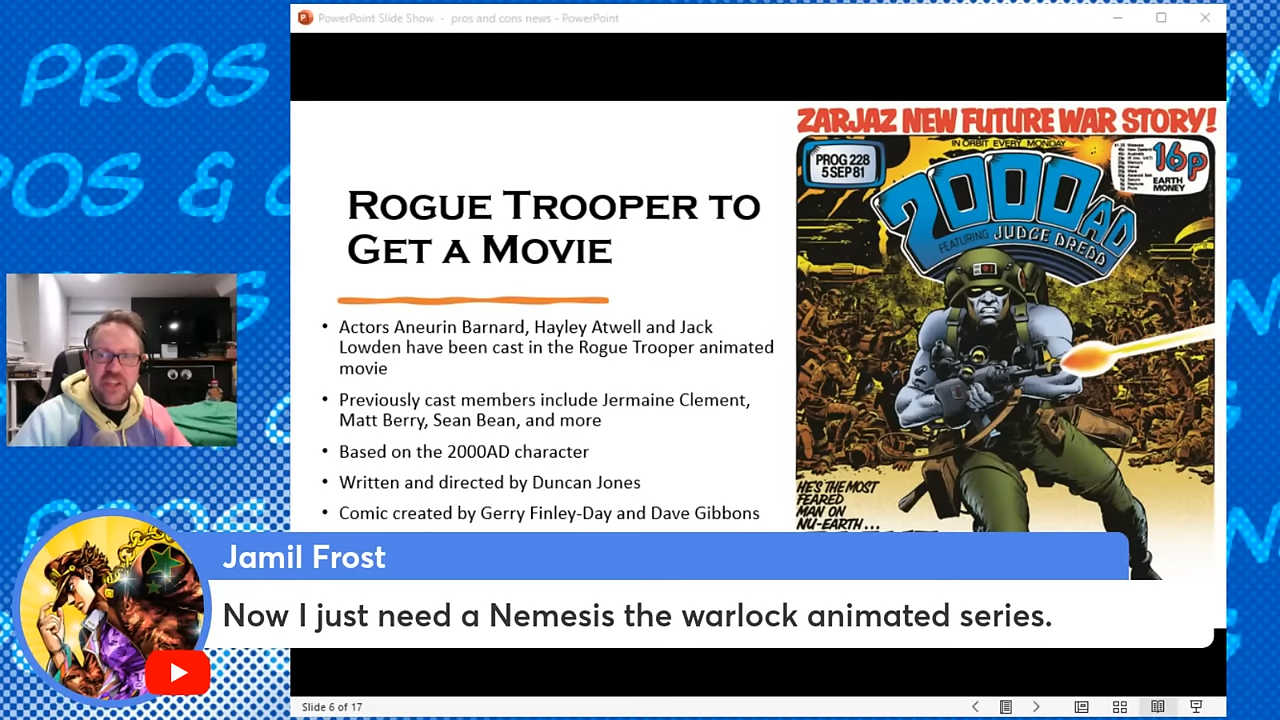 PowerPoint Slide Show - pros and cons news - PowerPoint
PROS
PROS &
ZARJAZ NEW FUTURE WAR STORY!
IN ORBIT EVERY MONDAY
PROG 228
5 SEP 81
16p
EARTH
MONEY
2000AD
FEATURING JUDGE DREDD
ROGUE TROOPER TO
GET A MOVIE
• Actors Aneurin Barnard, Hayley Atwell and Jack
Lowden have been cast in the Rogue Trooper animated
movie
• Previously cast members include Jermaine Clement,
Matt Berry, Sean Bean, and more
• Based on the 2000AD character
• Written and directed by Duncan Jones
• Comic created by Gerry Finley-Day and Dave Gibbons
HE'S THE MOST
FEARED
MAN ON
NU-EARTH...
Jamil Frost
Now I just need a Nemesis the warlock animated series.
Slide 6 of 17